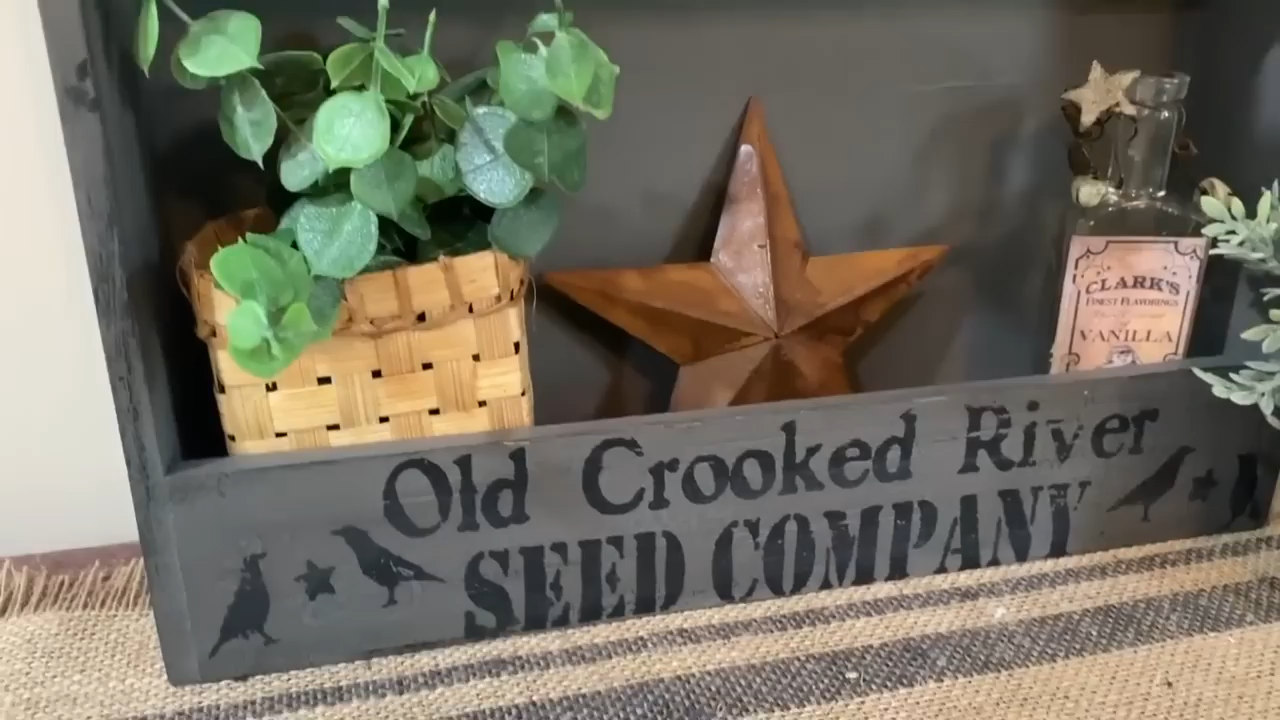 CLARK'S
FINEST FLAVORINGS
VANILLA
Old Crooked River
SEED COMPANY